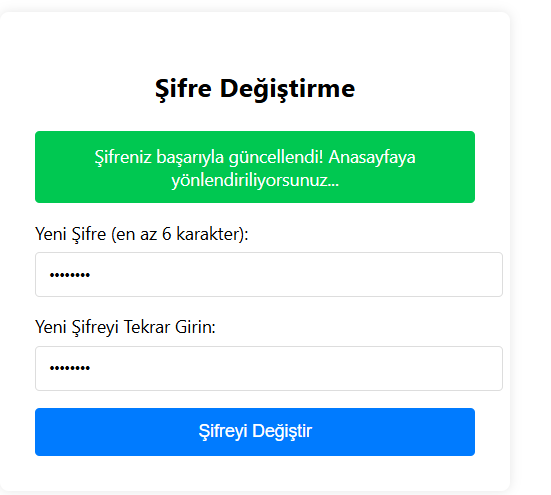 Şifre Değiştirme
Şifreniz başarıyla güncellendi! Anasayfaya
yönlendiriliyorsunuz...
Yeni Şifre (en az 6 karakter):
••••••••
Yeni Şifreyi Tekrar Girin:
••••••••
Şifreyi Değiştir